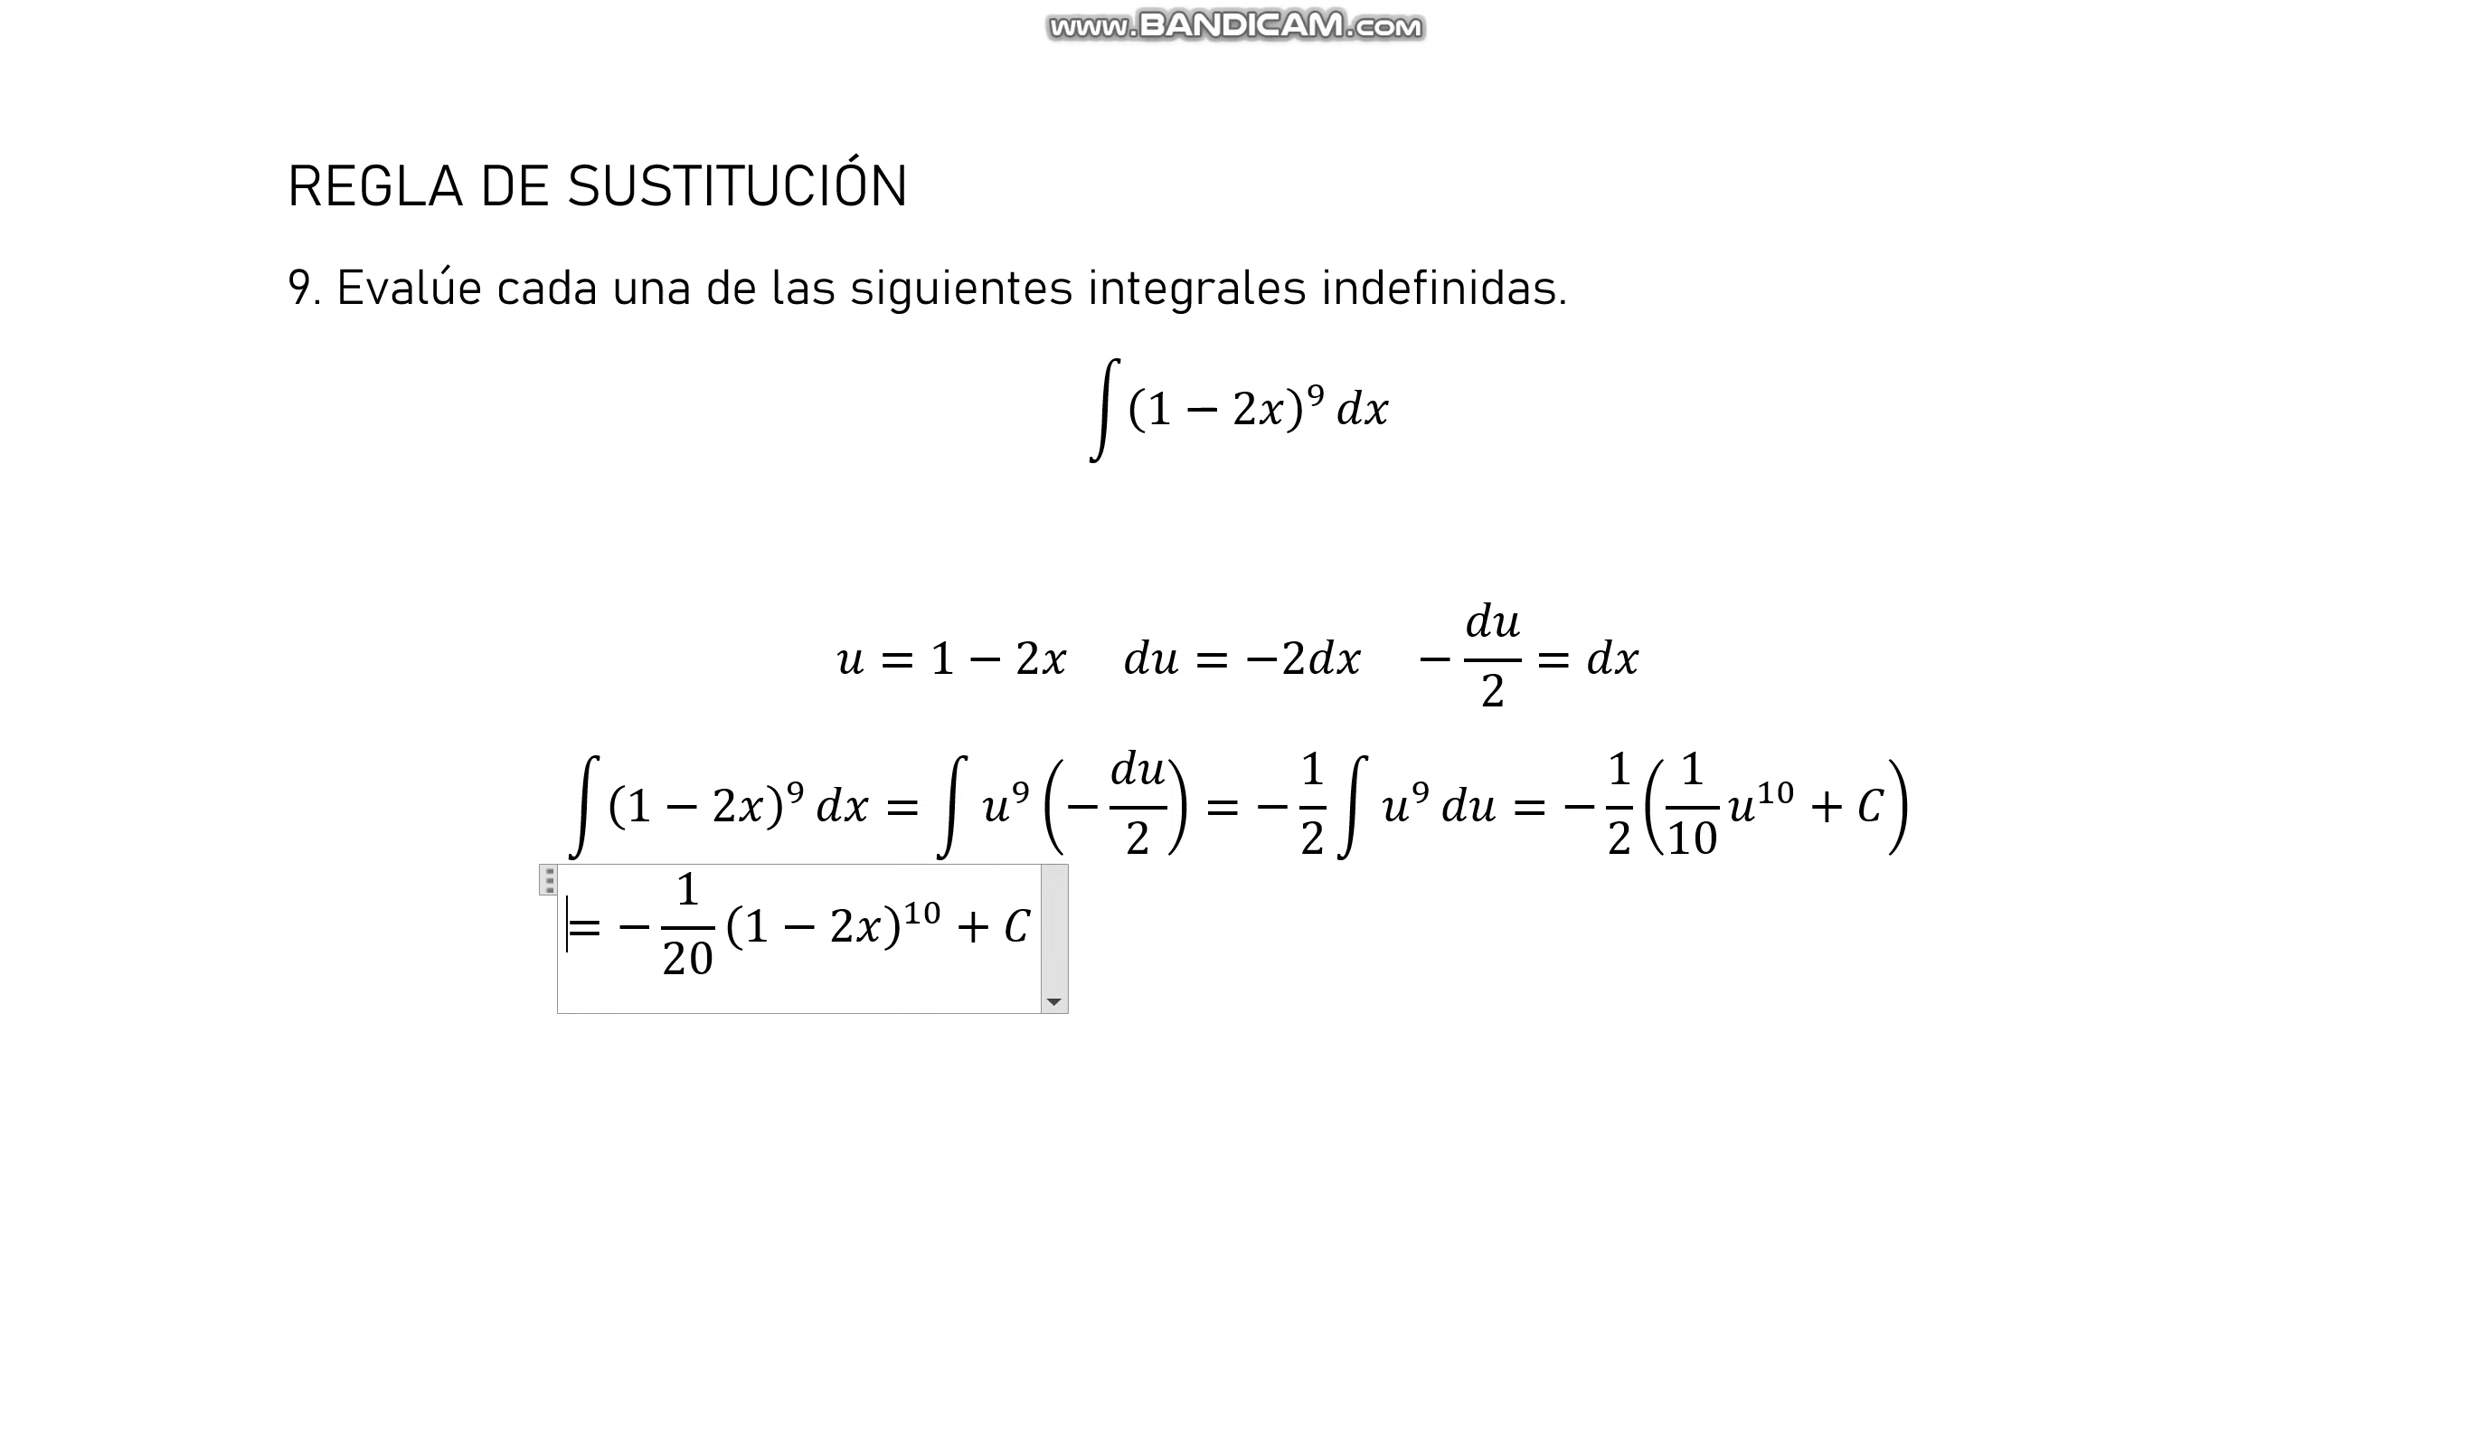 www.BANDICAM.com
REGLA DE SUSTITUCIÓN
9. Evalúe cada una de las siguientes integrales indefinidas.
∫(1 − 2x)⁹ dx
u = 1 − 2x  du = −2dx  −du/2 = dx
∫(1 − 2x)⁹ dx = ∫u⁹(−du/2) = −1/2 ∫u⁹ du = −1/2(1/10 u¹⁰ + C)
= −1/20 (1 − 2x)¹⁰ + C